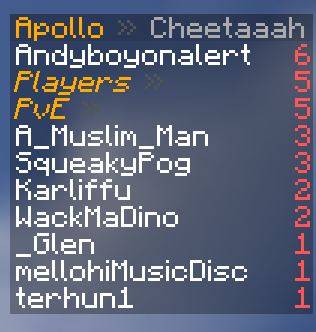 Apollo » Cheetaaah
Andyboyonalert 6
Players » 5
PvE » 5
A_Muslim_Man 3
SqueakyPog 3
Karliffu 2
WackMaDino 2
_Glen 1
mellohiMusicDisc 1
terhun1 1